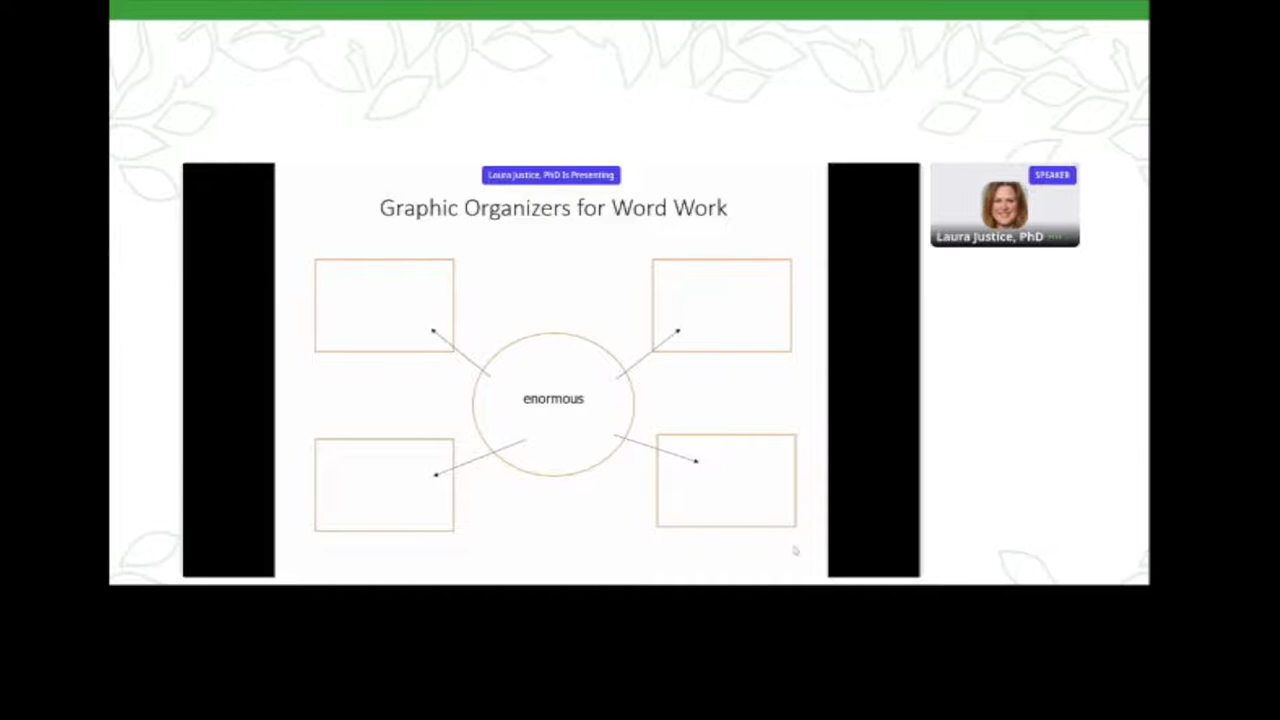 Laura Justice, PhD Is Presenting
SPEAKER
Graphic Organizers for Word Work
Laura Justice, PhD
enormous